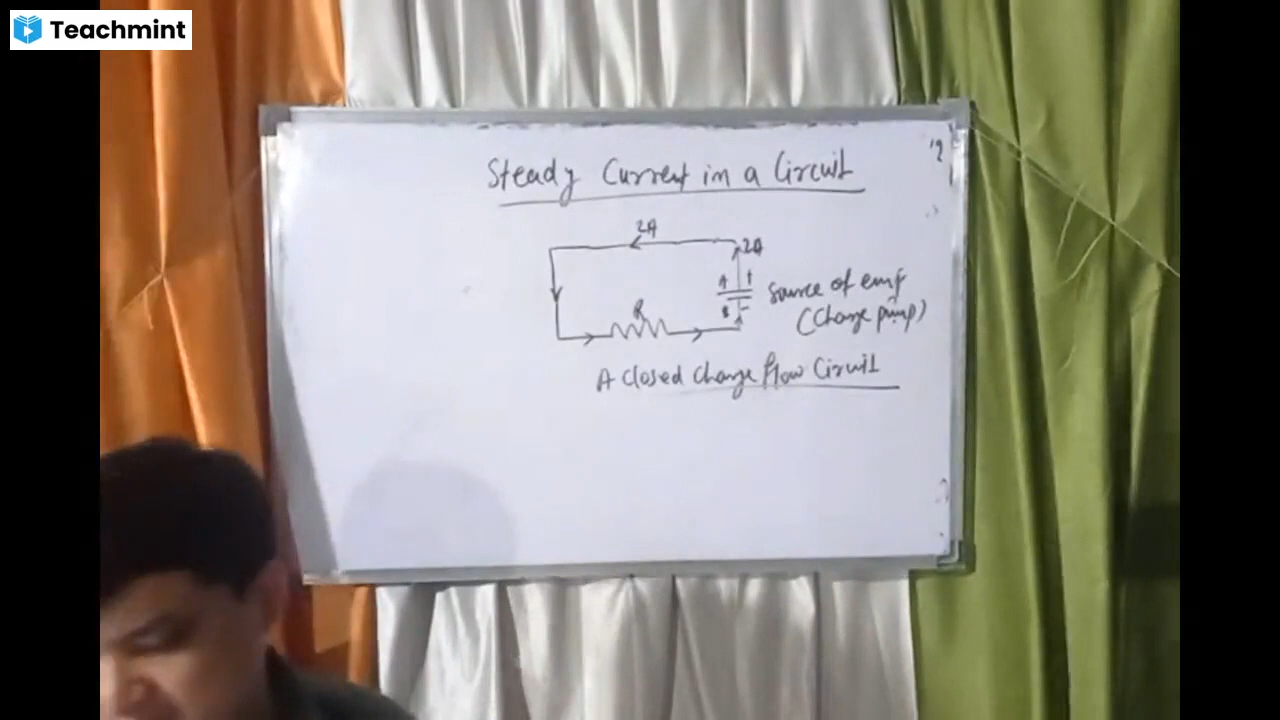 Teachmint
Steady Current in a Circuit
2A
2A
A +
B -
R
Source of emf
(Charge pump)
A closed charge flow Circuit